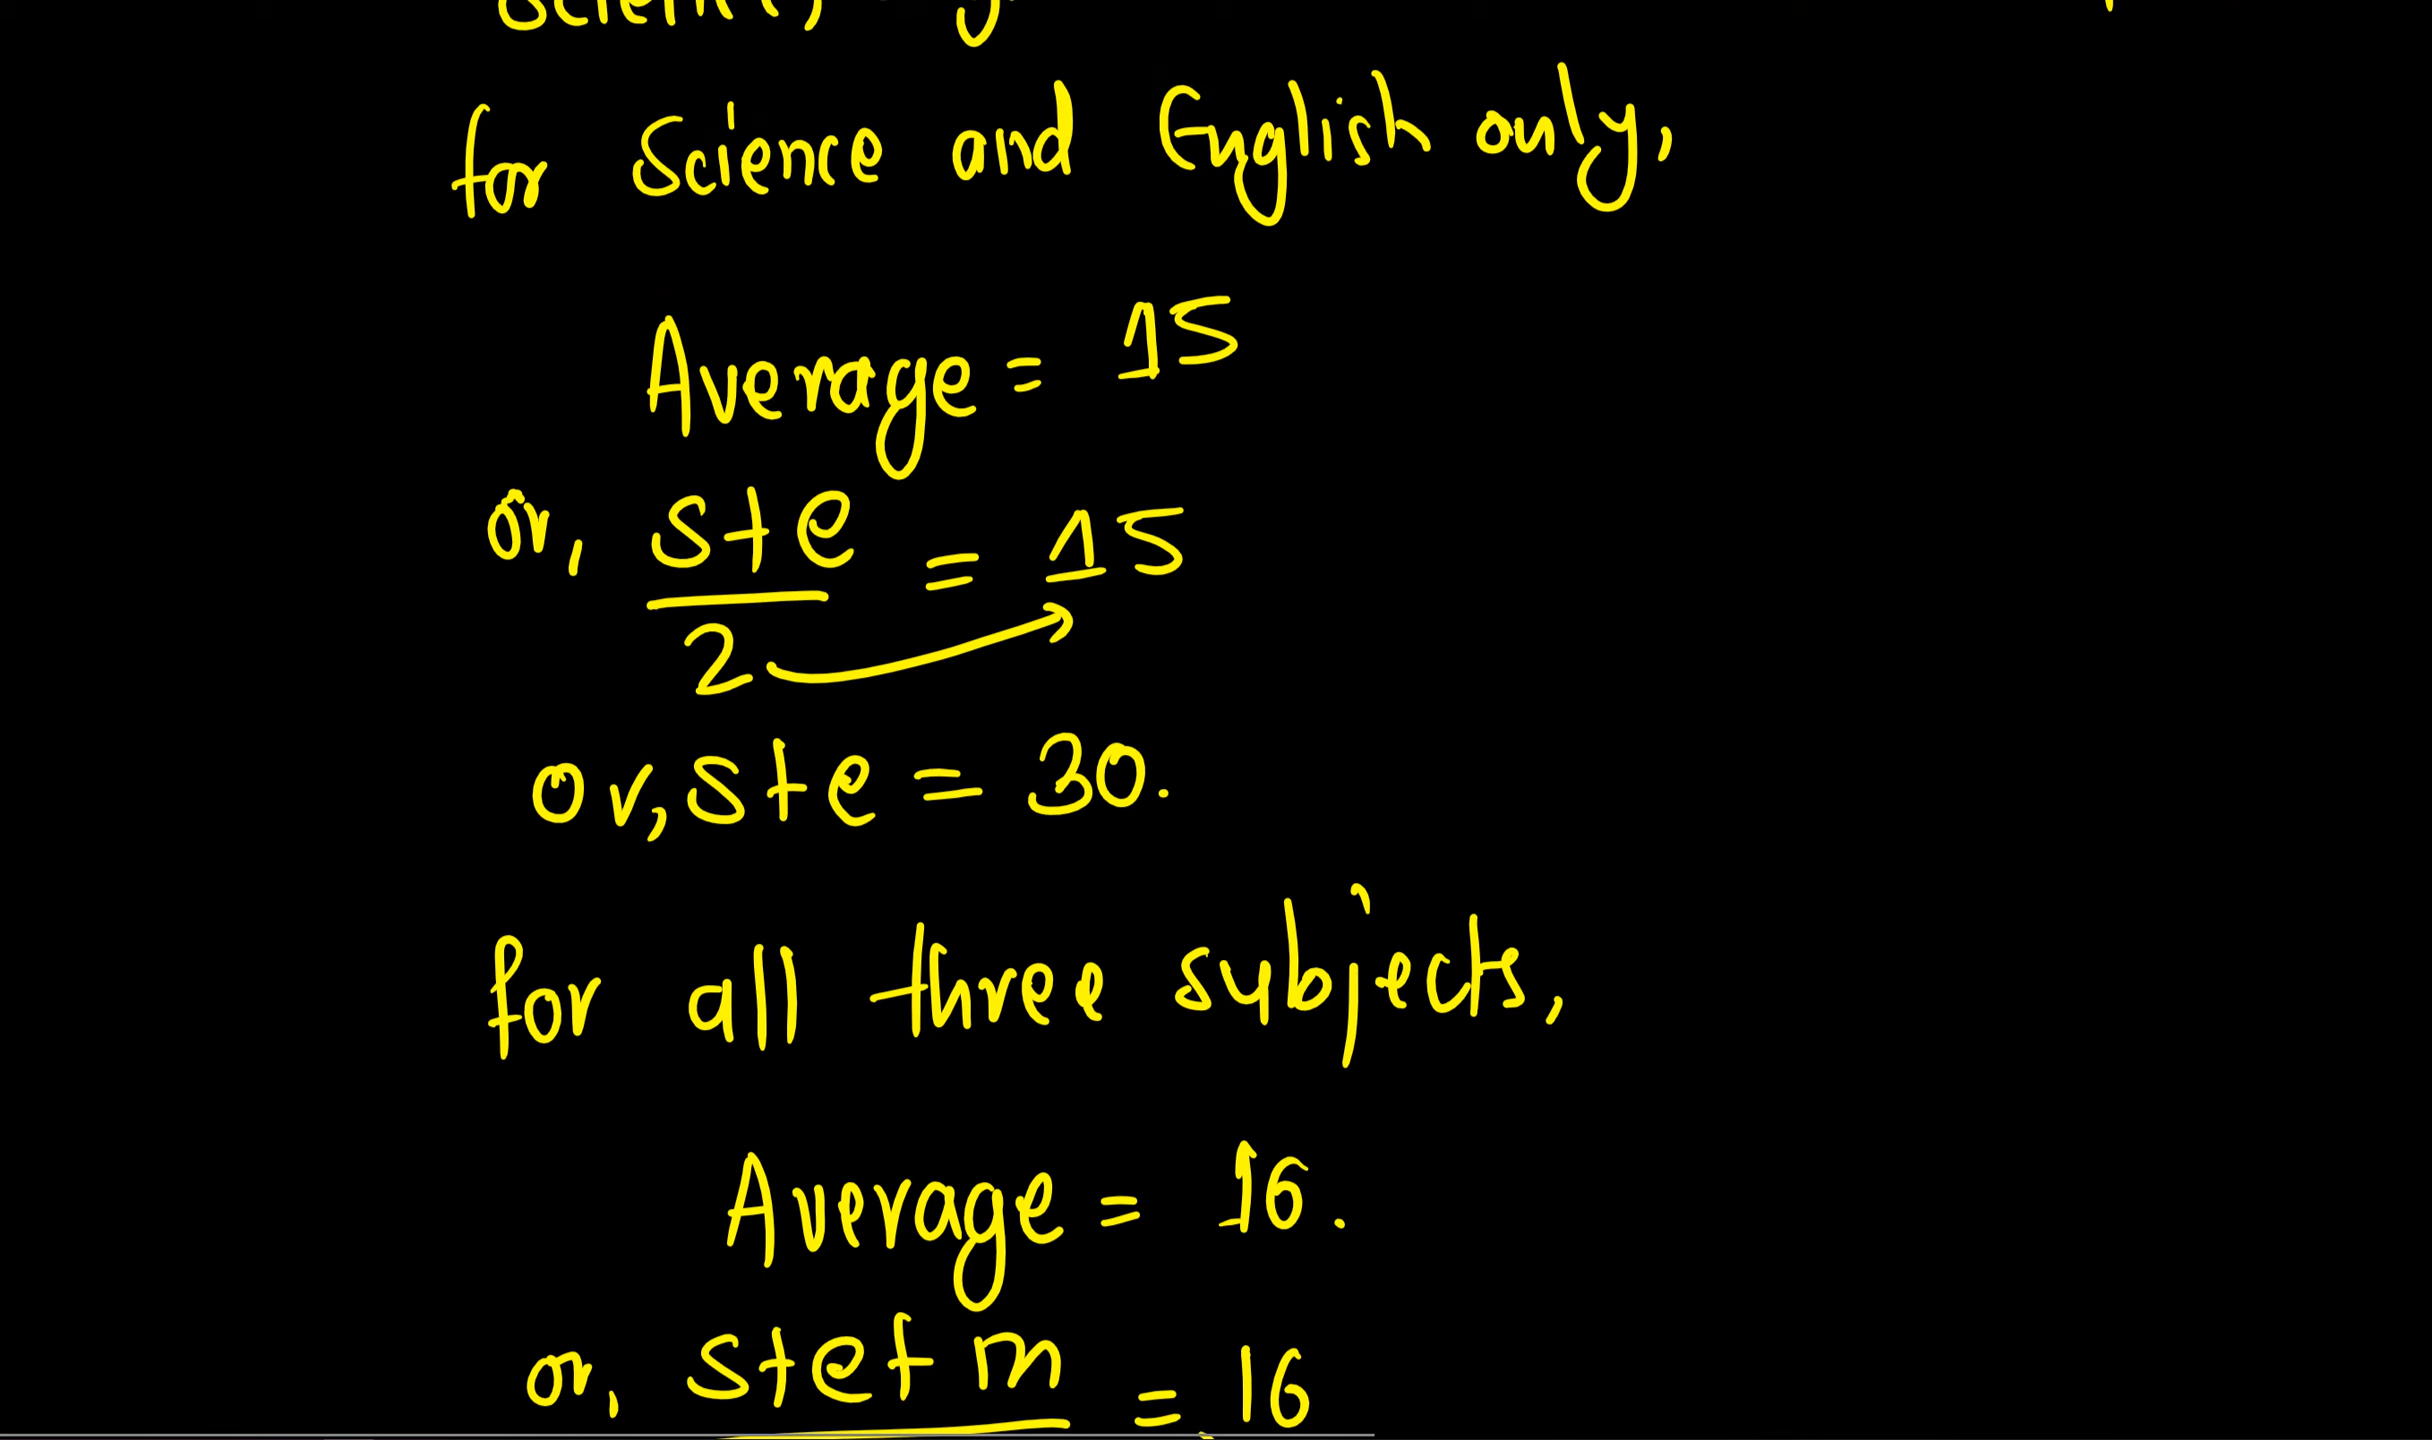 for Science and English only,
Average = 15
or, s+e
= 15
2
or, s+e = 30.
for all three subjects,
Average = 16.
or, s+e+m = 16